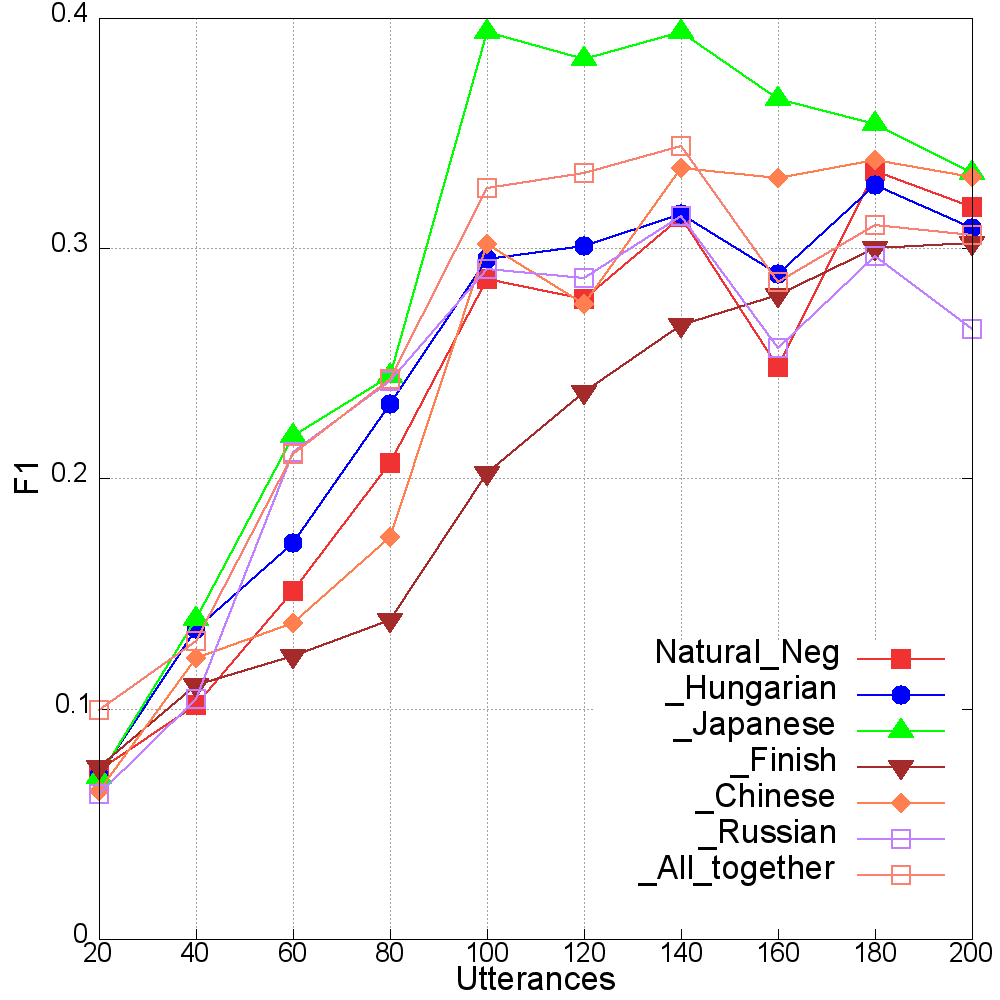 0.4
0.3
0.2
0.1
0
F1
Natural_Neg
_Hungarian
_Japanese
_Finish
_Chinese
_Russian
_All_together
20 40 60 80 100 120 140 160 180 200
Utterances